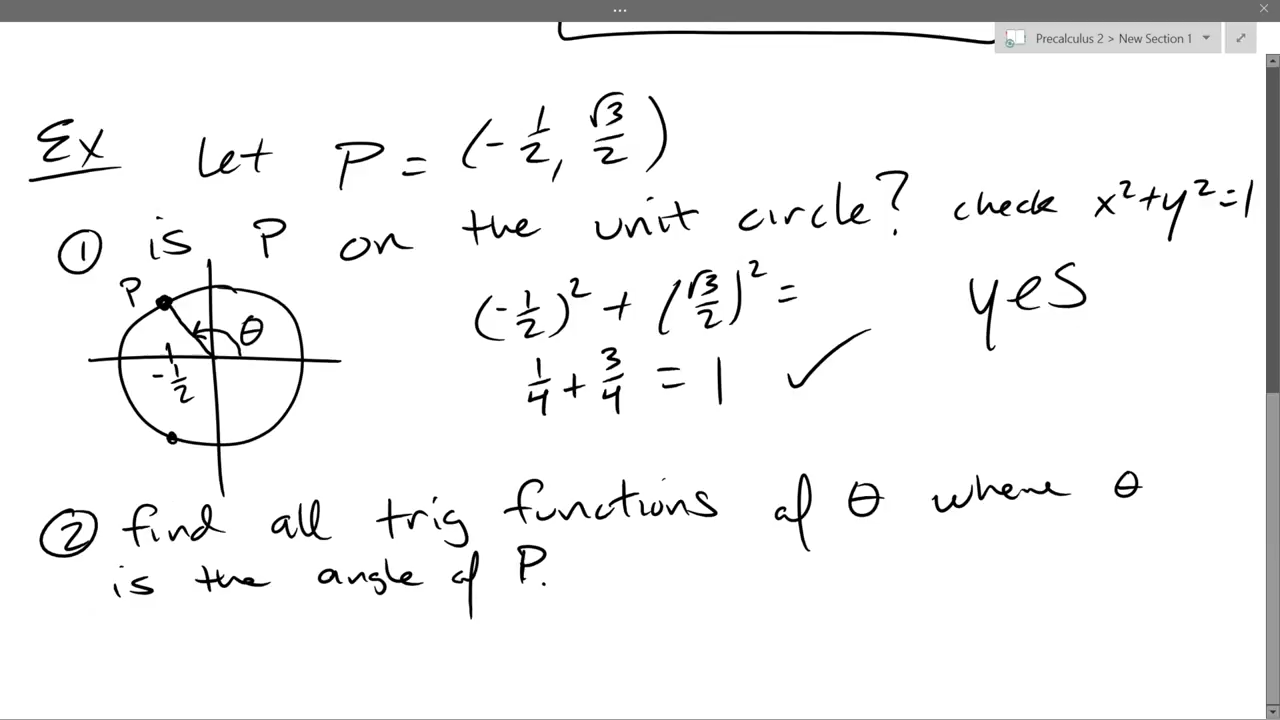 Precalculus 2 > New Section 1
Ex Let P = (-1/2, √3/2)
① is P on the unit circle? check x²+y²=1
P
θ
-1/2
(-1/2)² + (√3/2)² =
yes
1/4 + 3/4 = 1 ✓
② find all trig functions of θ where θ
is the angle of P.